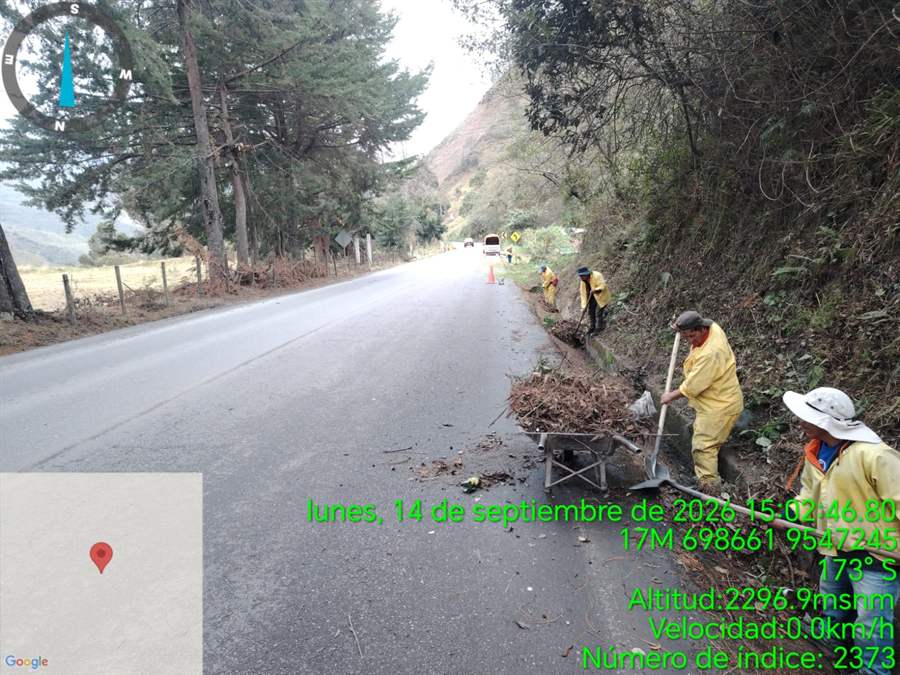 S
E W
N
lunes, 14 de septiembre de 2026 15:02:46.80
17M 698661 9547245
173° S
Altitud:2296.9msnm
Velocidad:0.0km/h
Número de índice: 2373
Google